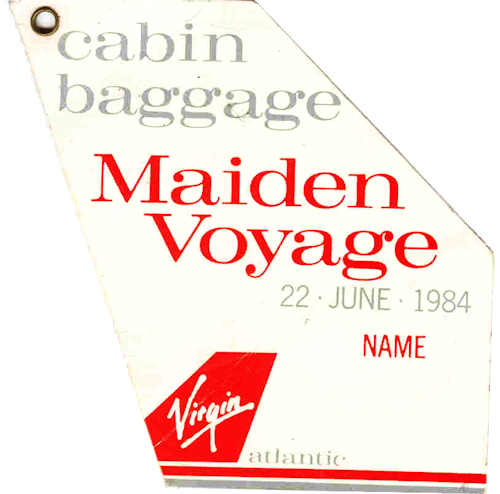 cabin
baggage
Maiden
Voyage
22 · JUNE · 1984
NAME
Virgin
atlantic